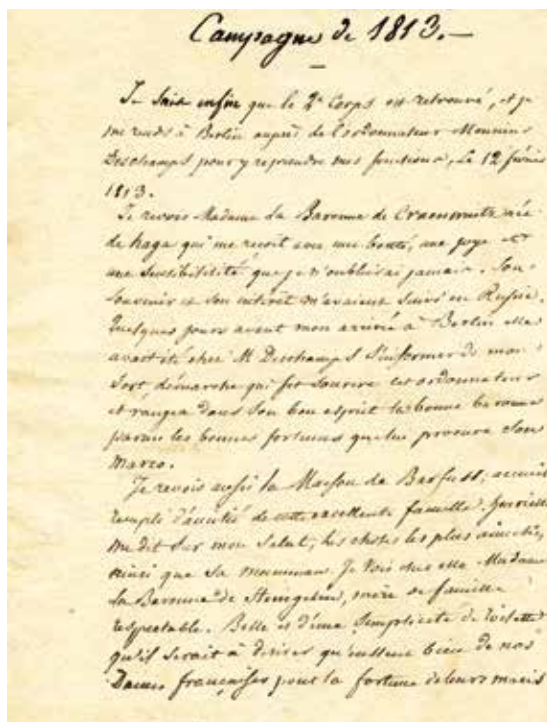 Campagne de 1813. —
Je sais enfin que le 2e Corps est retrouvé, et je
me rends à Berlin auprès de l'ordonnateur Monsieur
Deschamps pour y reprendre mes fonctions, le 12 février
1813.
Je revois Madame la Baronne de née
de haga qui me reçoit avec une bonté, une joye et
une sensibilité que je n'oublierai jamais. Son
souvenir et son intérêt m'avaient suivi en Russie.
Quelques jours avant mon arrivée à Berlin elle
avait été chez M Deschamps s'informer de mon
sort, démarche qui fit sourire cet ordonnateur
et rangea dans son bon esprit la bonne baronne
parmi les bonnes fortunes que lui procure Son
Je revois aussi la Maison de Barfuss; accueil
rempli d'amitié de cette excellente famille. henriette
me dit sur mon Salut, les choses les plus aimables,
ainsi que sa maman. Je vois chez elle Madame
la Baronne de mère de famille
respectable. Belle et d'une simplicité de toilette
qu'il serait à désirer qu'eussent bien de nos
Dames françaises pour la fortune de leurs maris